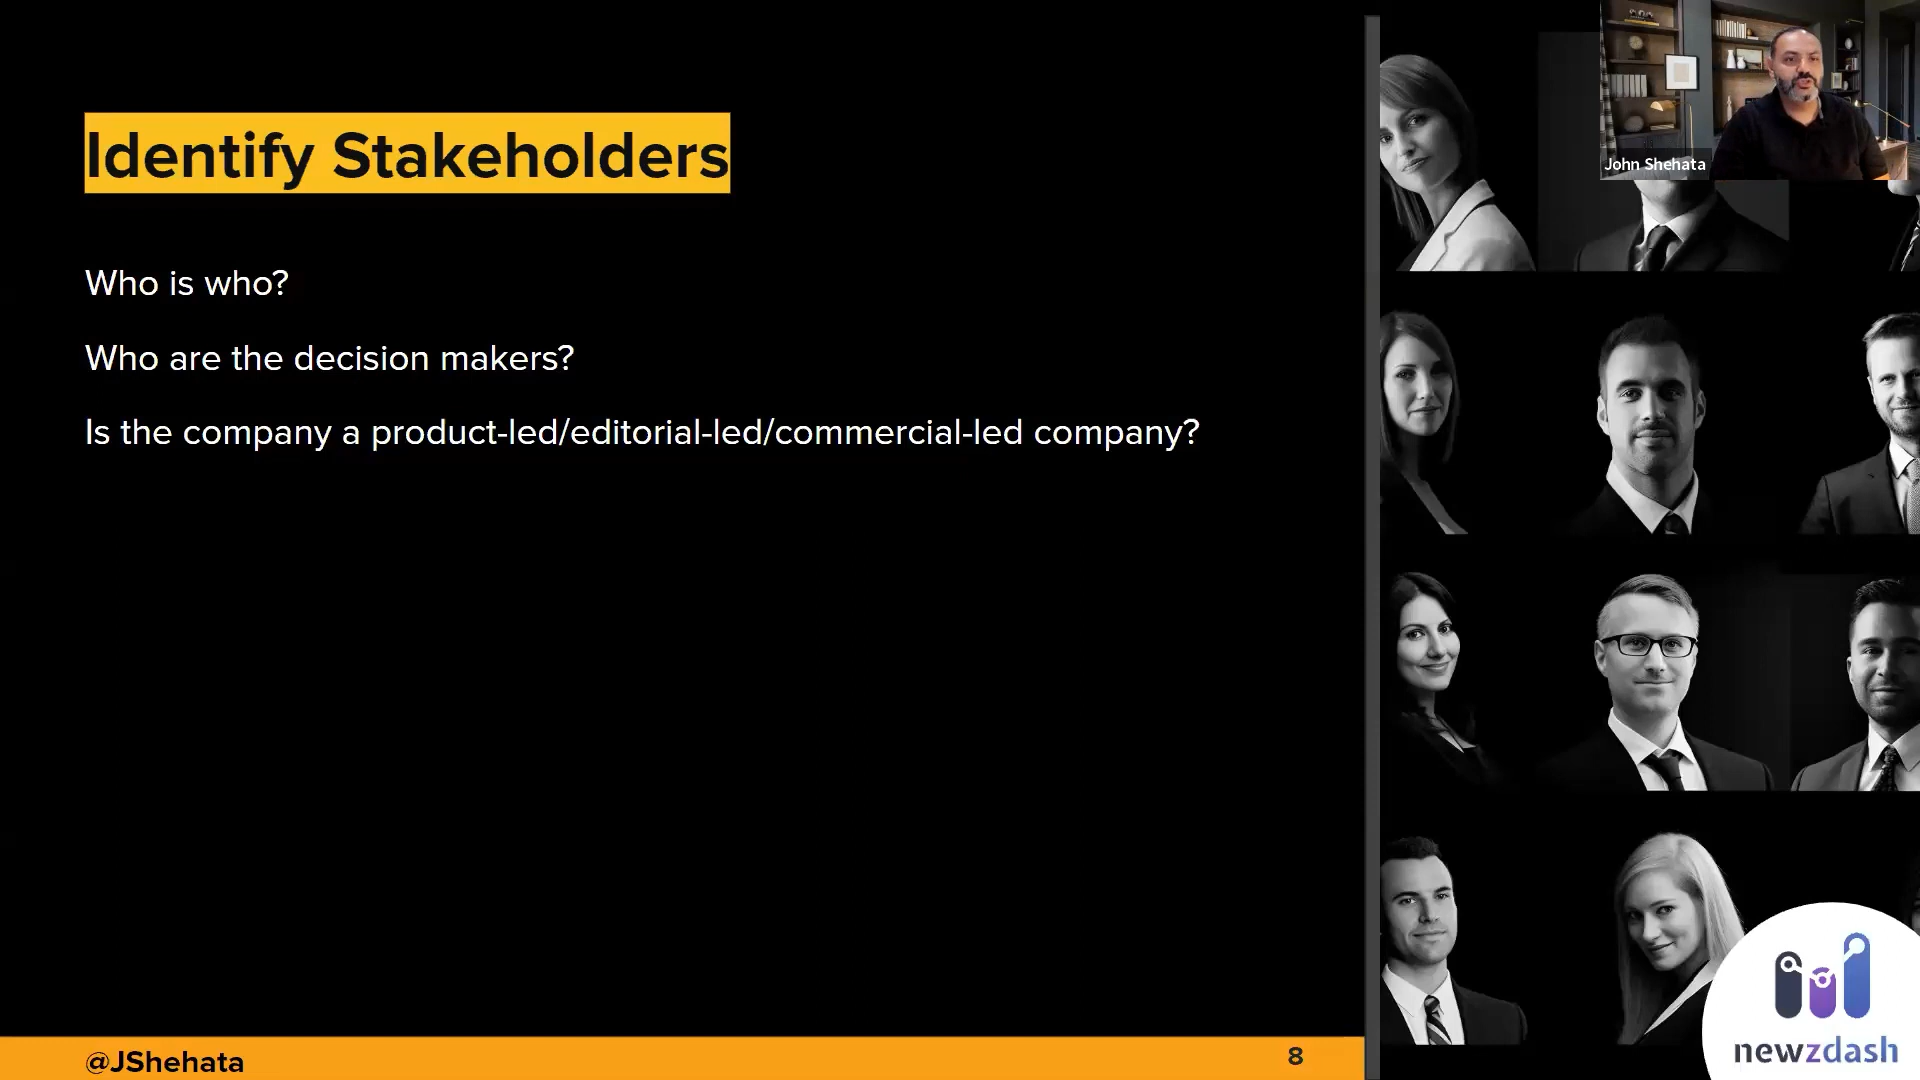 John Shehata
Identify Stakeholders
Who is who?
Who are the decision makers?
Is the company a product-led/editorial-led/commercial-led company?
@JShehata
8
newzdash